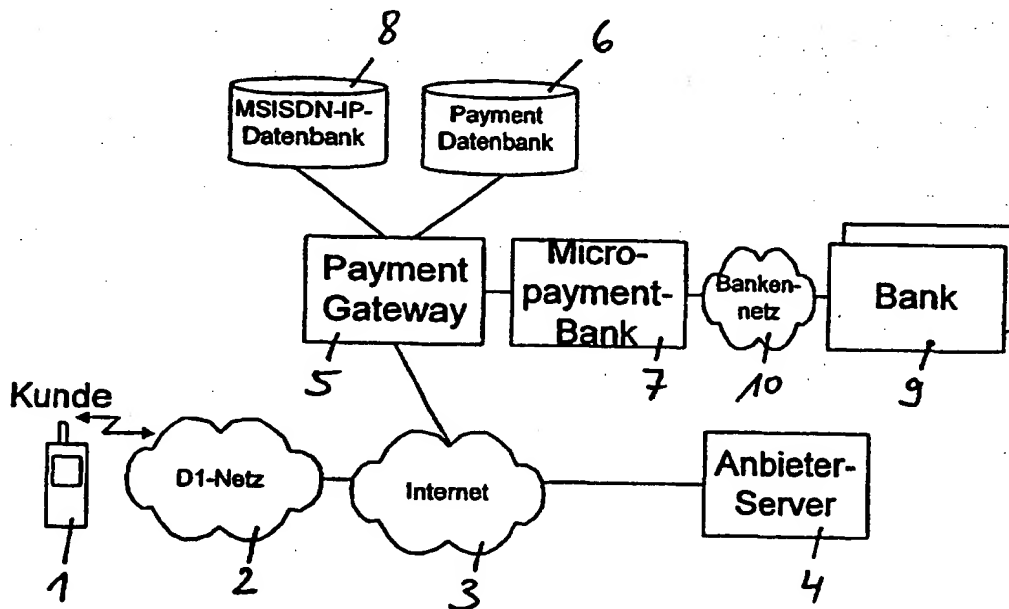 8
6
MSISDN-IP-
Datenbank
Payment
Datenbank
Payment
Gateway
Micro-
payment-
Bank
Banken-
netz
Bank
5
7
10
9
Kunde
D1-Netz
Internet
Anbieter-
Server
1
2
3
4